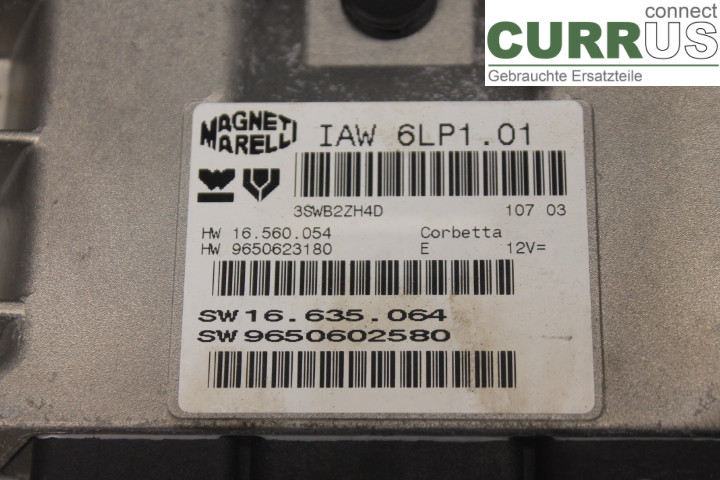 connect
CURRUS
Gebrauchte Ersatzteile
MAGNETI
MARELLI
IAW 6LP1.01
3SWB2ZH4D 107 03
HW 16.560.054 Corbetta
HW 9650623180 E 12V=
SW 16.635.064
SW 9650602580